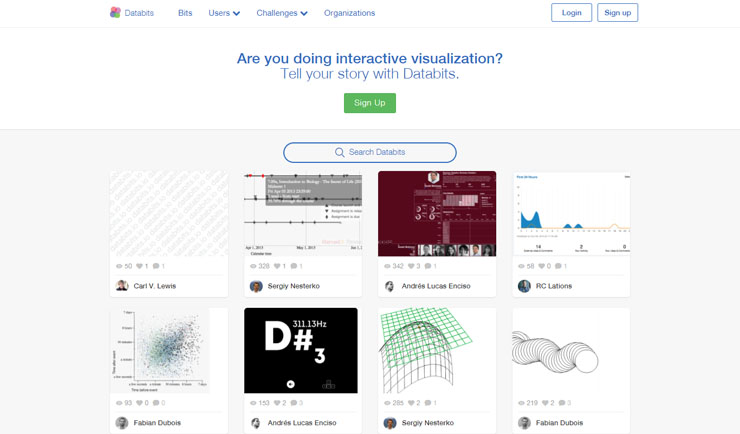 Databits Bits Users Challenges Organizations Login Sign up
Are you doing interactive visualization?
Tell your story with Databits.
Sign Up
Search Databits
50 1 1
328 1 1
342 3 1
58 0 1
Carl V. Lewis
Sergiy Nesterko
Andrés Lucas Enciso
RC Lations
311.13Hz
D#3
93 0 0
153 2 3
285 2 1
219 2 3
Fabian Dubois
Andrés Lucas Enciso
Sergiy Nesterko
Fabian Dubois